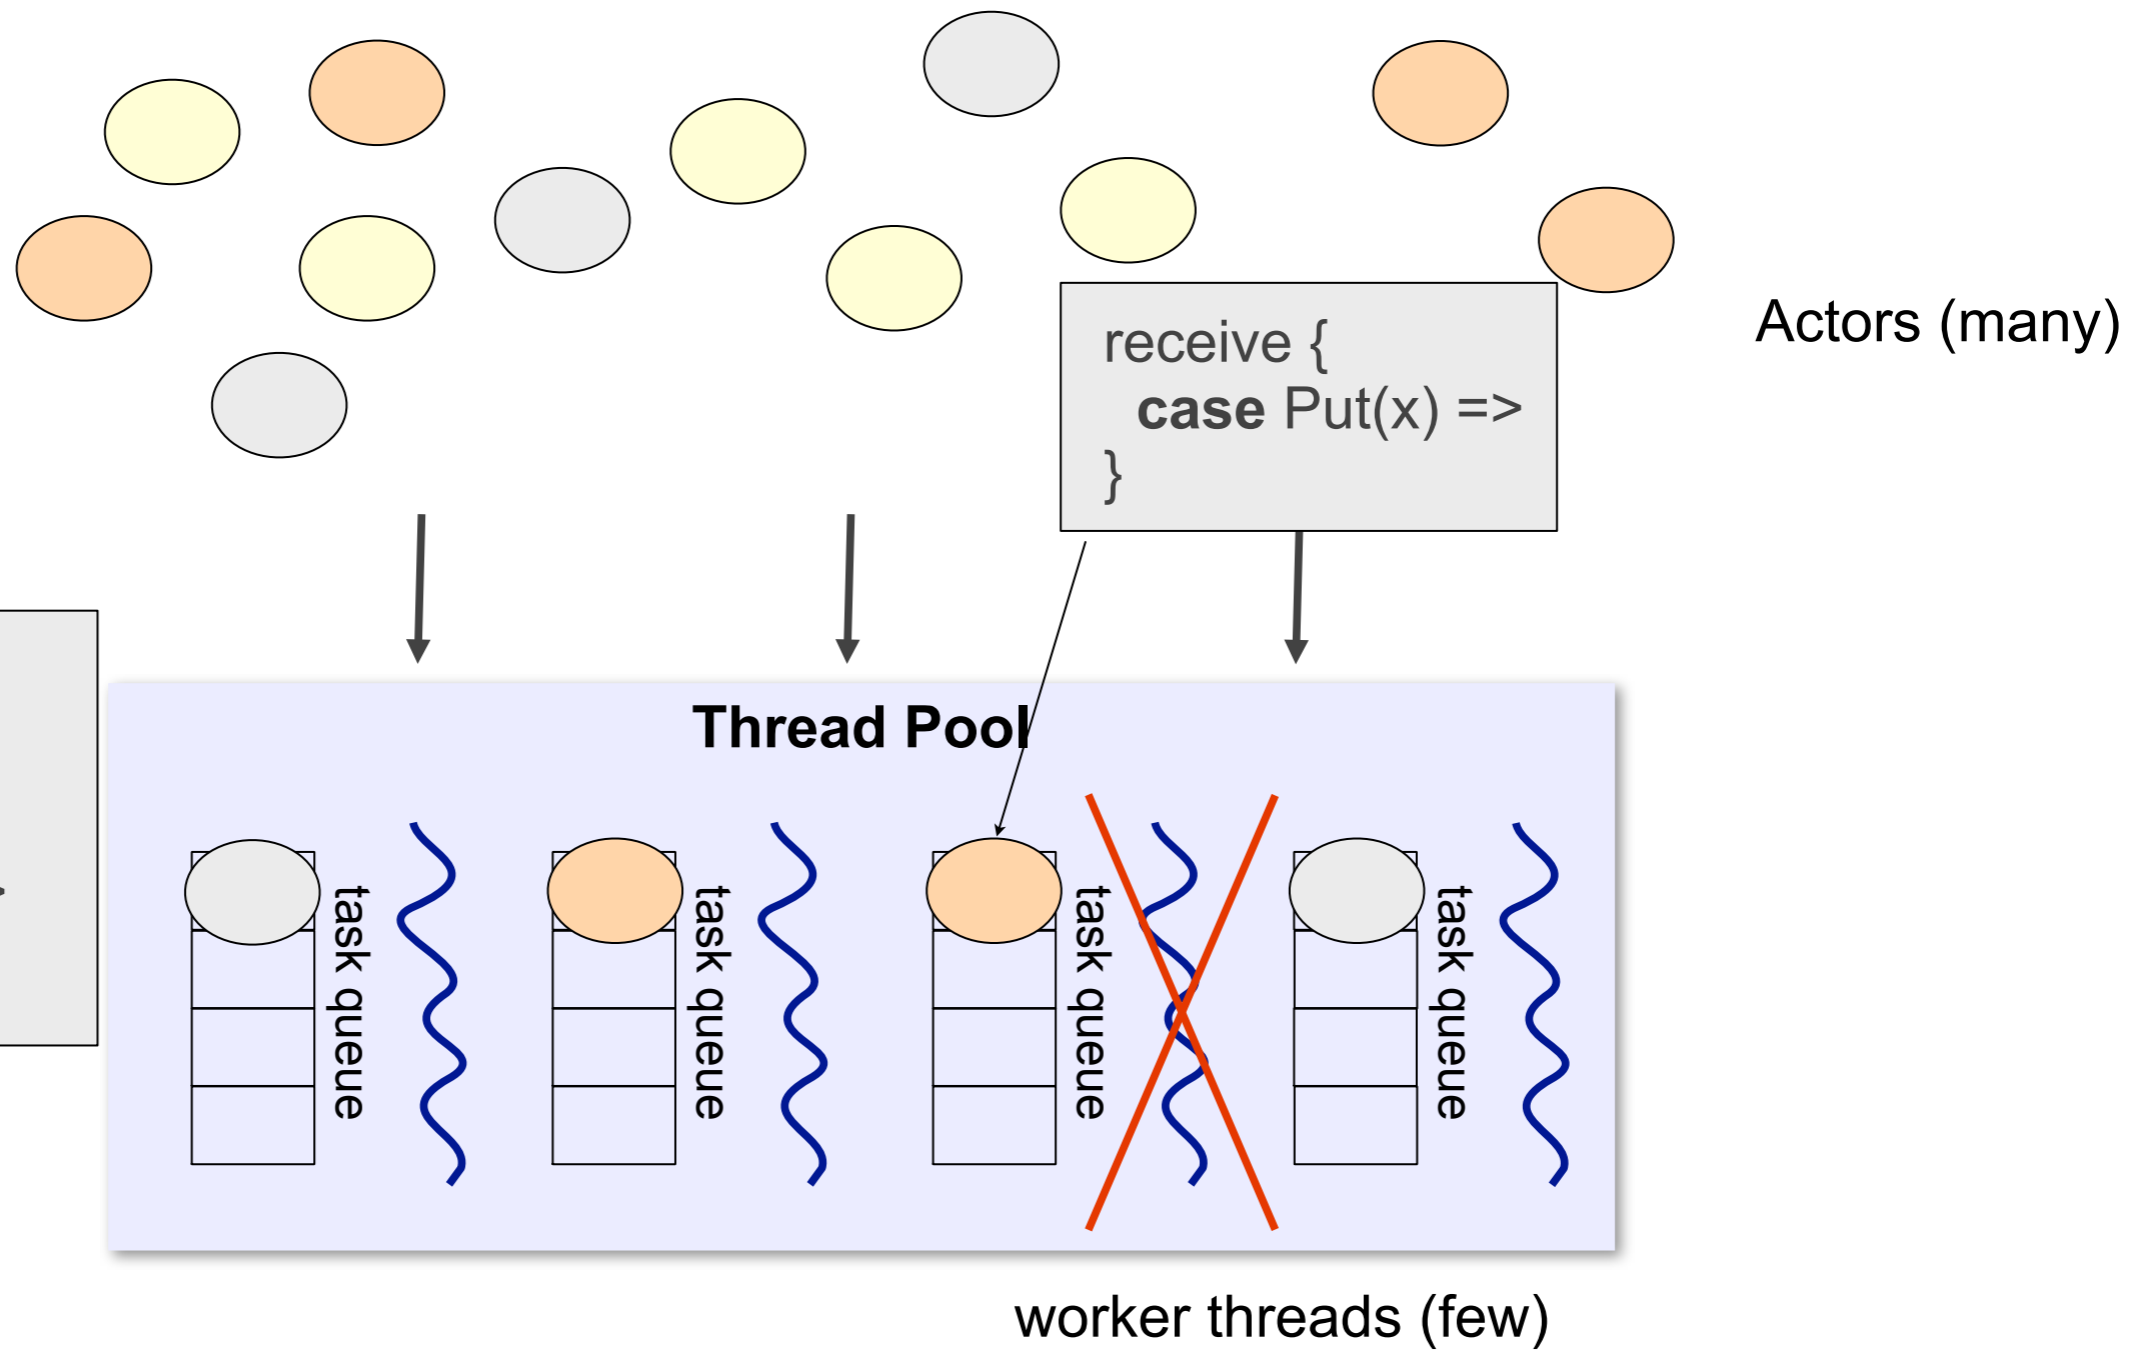 receive {
case Put(x) =>
}
Actors (many)
Thread Pool
task queue
task queue
task queue
task queue
worker threads (few)